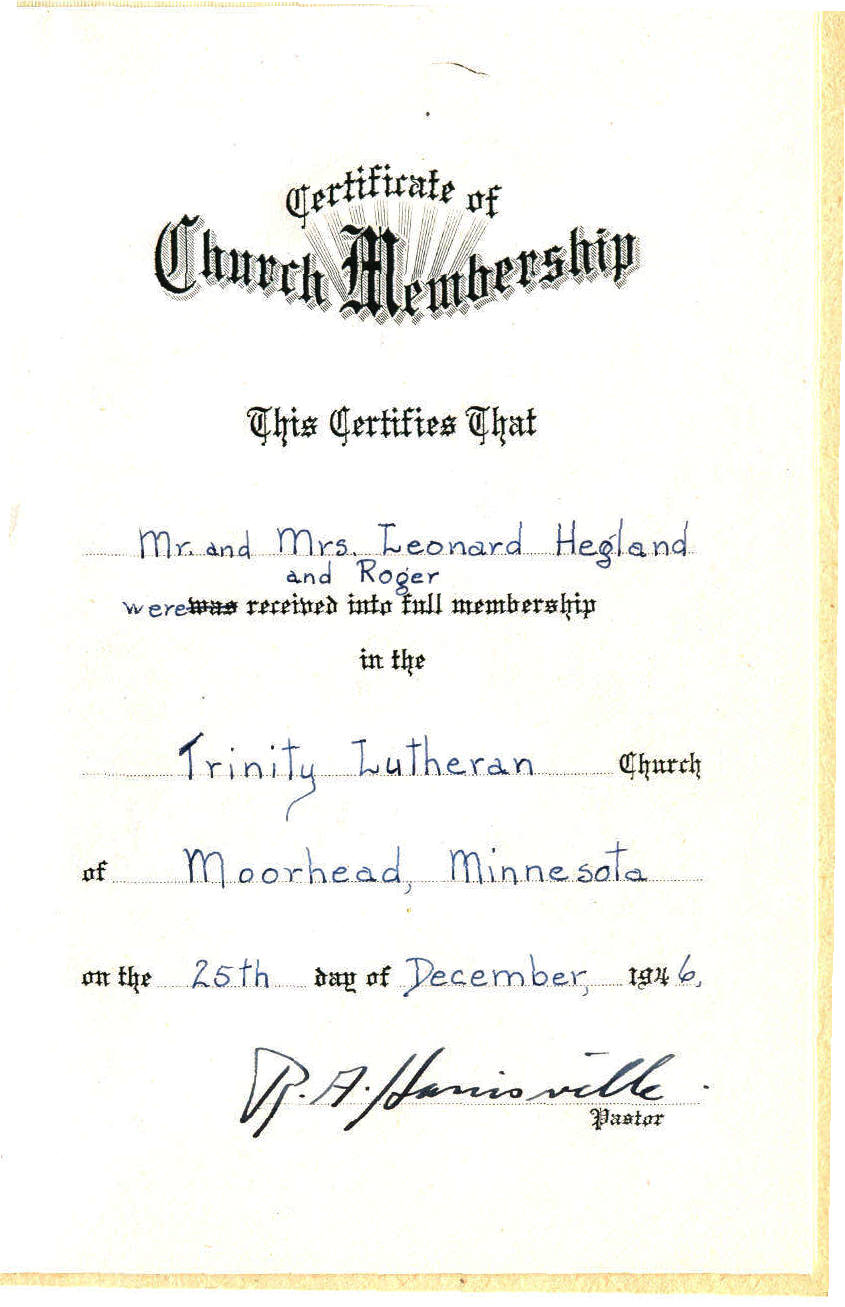 Certificate of
Church Membership
This Certifies That
Mr. and Mrs. Leonard Hegland
and Roger
were was received into full membership
in the
Trinity Lutheran Church
of Moorhead, Minnesota
on the 25th day of December, 1946,
R. A. Harrisville
Pastor